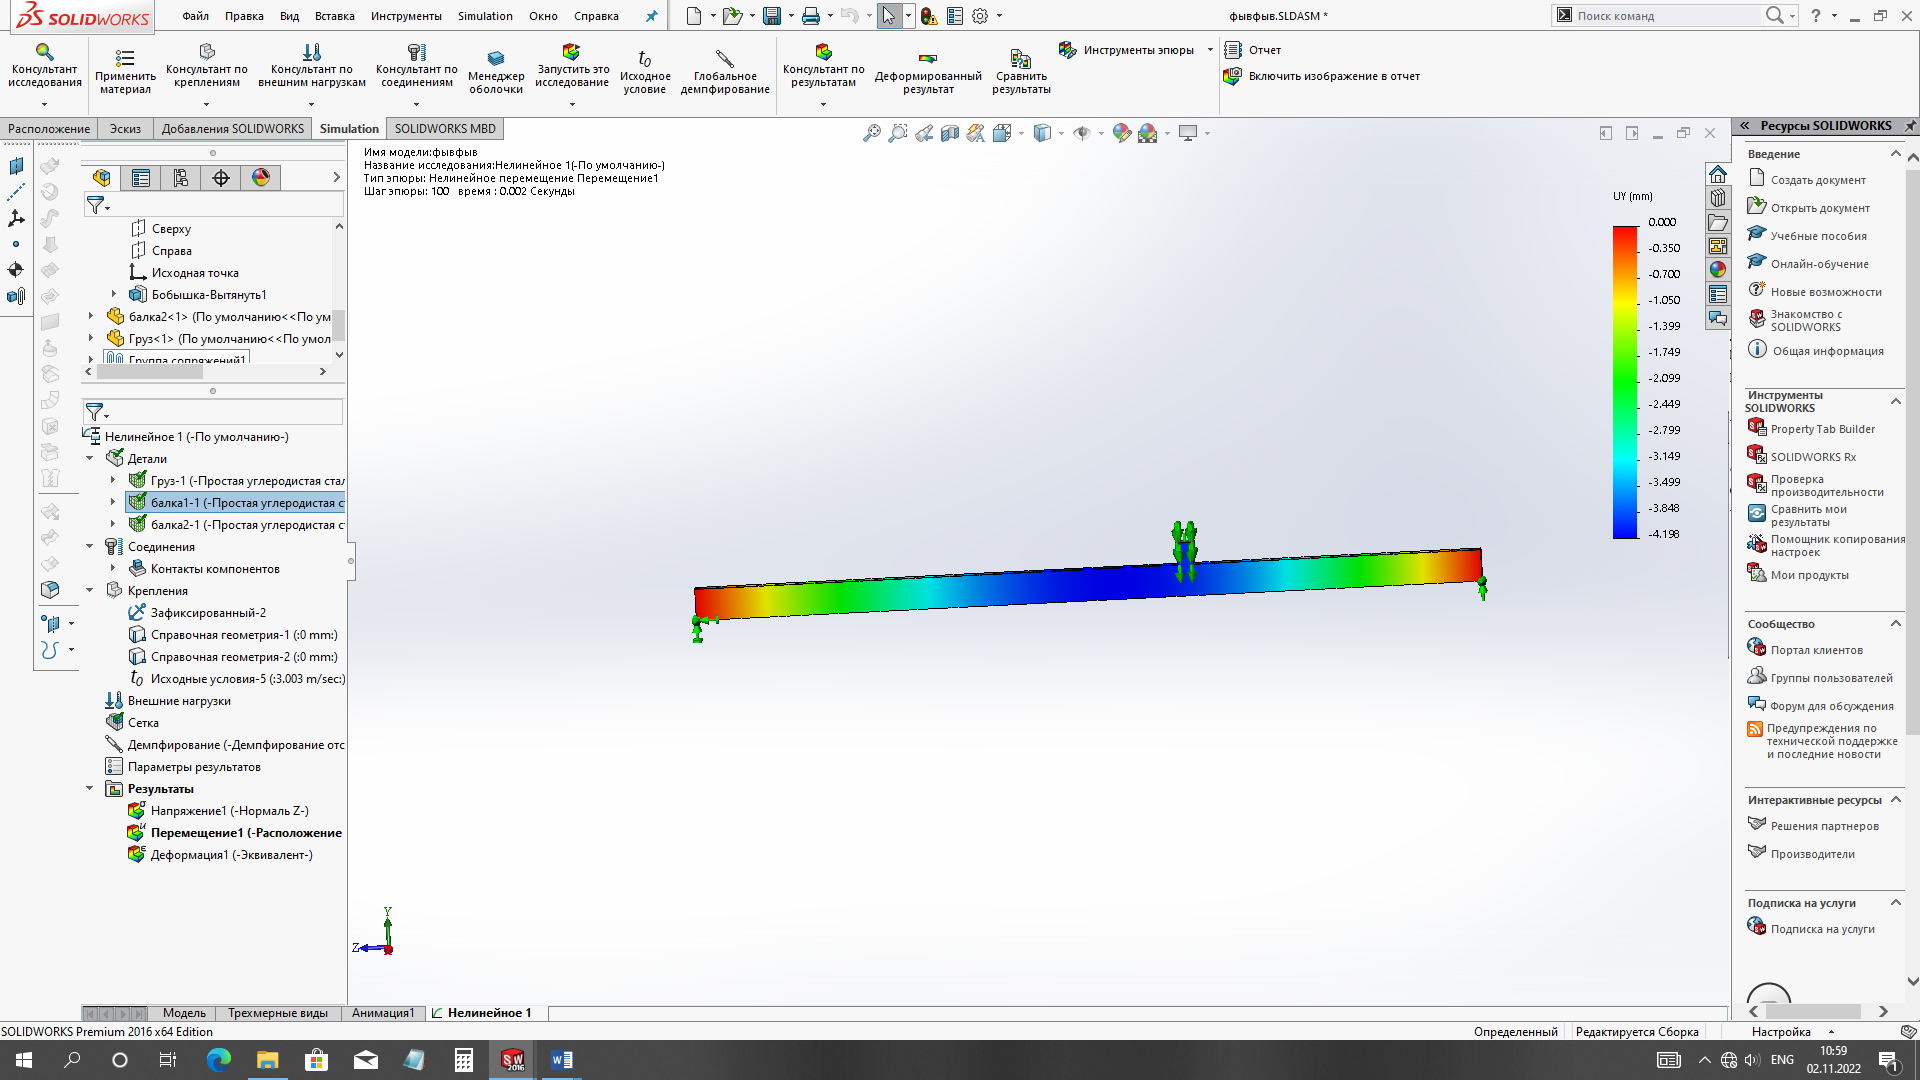 SOLIDWORKS
Файл Правка Вид Вставка Инструменты Simulation Окно Справка
фывфыв.SLDASM *
Поиск команд
Консультант исследования
Применить материал
Консультант по креплениям
Консультант по внешним нагрузкам
Консультант по соединениям
Менеджер оболочки
Запустить это исследование
Исходное условие
Глобальное демпфирование
Консультант по результатам
Деформированный результат
Сравнить результаты
Инструменты эпюры
Отчет
Включить изображение в отчет
Расположение Эскиз Добавления SOLIDWORKS Simulation SOLIDWORKS MBD
Имя модели:фывфыв
Название исследования:Нелинейное 1(-По умолчанию-)
Тип эпюры: Нелинейное перемещение Перемещение1
Шаг эпюры: 100 время : 0.002 Секунды
Сверху
Справа
Исходная точка
Бобышка-Вытянуть1
балка2<1> (По умолчанию<<По ум
Груз<1> (По умолчанию<<По умол
Группа сопряжений1
Нелинейное 1 (-По умолчанию-)
Детали
Груз-1 (-Простая углеродистая стал
балка1-1 (-Простая углеродистая с
балка2-1 (-Простая углеродистая с
Соединения
Контакты компонентов
Крепления
Зафиксированный-2
Справочная геометрия-1 (:0 mm:)
Справочная геометрия-2 (:0 mm:)
Исходные условия-5 (:3.003 m/sec:)
Внешние нагрузки
Сетка
Демпфирование (-Демпфирование отс
Параметры результатов
Результаты
Напряжение1 (-Нормаль Z-)
Перемещение1 (-Расположение
Деформация1 (-Эквивалент-)
UY (mm)
0.000
-0.350
-0.700
-1.050
-1.399
-1.749
-2.099
-2.449
-2.799
-3.149
-3.499
-3.848
-4.198
Y
Z
Ресурсы SOLIDWORKS
Введение
Создать документ
Открыть документ
Учебные пособия
Онлайн-обучение
Новые возможности
Знакомство с
SOLIDWORKS
Общая информация
Инструменты
SOLIDWORKS
Property Tab Builder
SOLIDWORKS Rx
Проверка
производительности
Сравнить мои
результаты
Помощник копирования
настроек
Мои продукты
Сообщество
Портал клиентов
Группы пользователей
Форум для обсуждения
Предупреждения по
технической поддержке
и последние новости
Интерактивные ресурсы
Решения партнеров
Производители
Подписка на услуги
Подписка на услуги
Модель Трехмерные виды Анимация1 Нелинейное 1
SOLIDWORKS Premium 2016 x64 Edition
Определенный Редактируется Сборка Настройка
ENG
10:59
02.11.2022
1